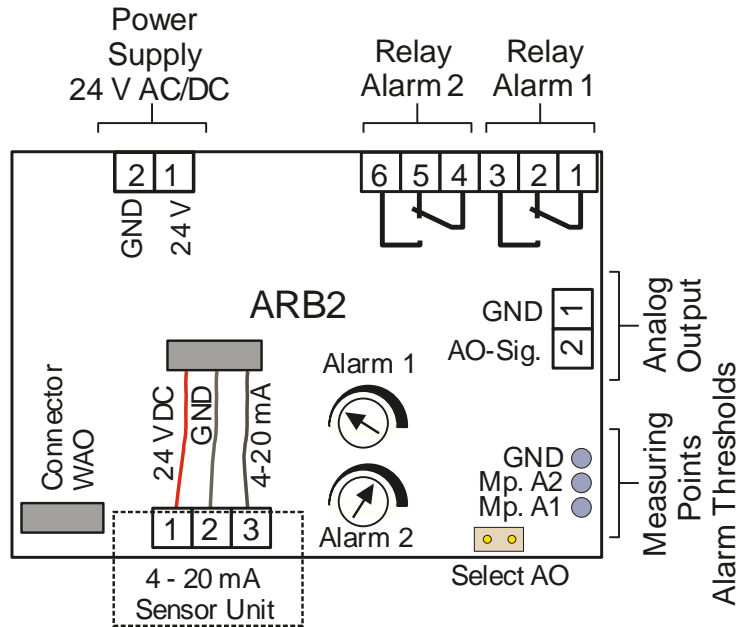 Power
Supply
24 V AC/DC
Relay
Alarm 2
Relay
Alarm 1
2 1
6 5 4 3 2 1
GND
24 V
ARB2
GND 1
AO-Sig. 2
Analog
Output
Alarm 1
24 V DC
GND
4-20 mA
Connector
WAO
GND
Mp. A2
Mp. A1
Measuring
Points
Alarm Thresholds
1 2 3
Alarm 2
Select AO
4 - 20 mA
Sensor Unit